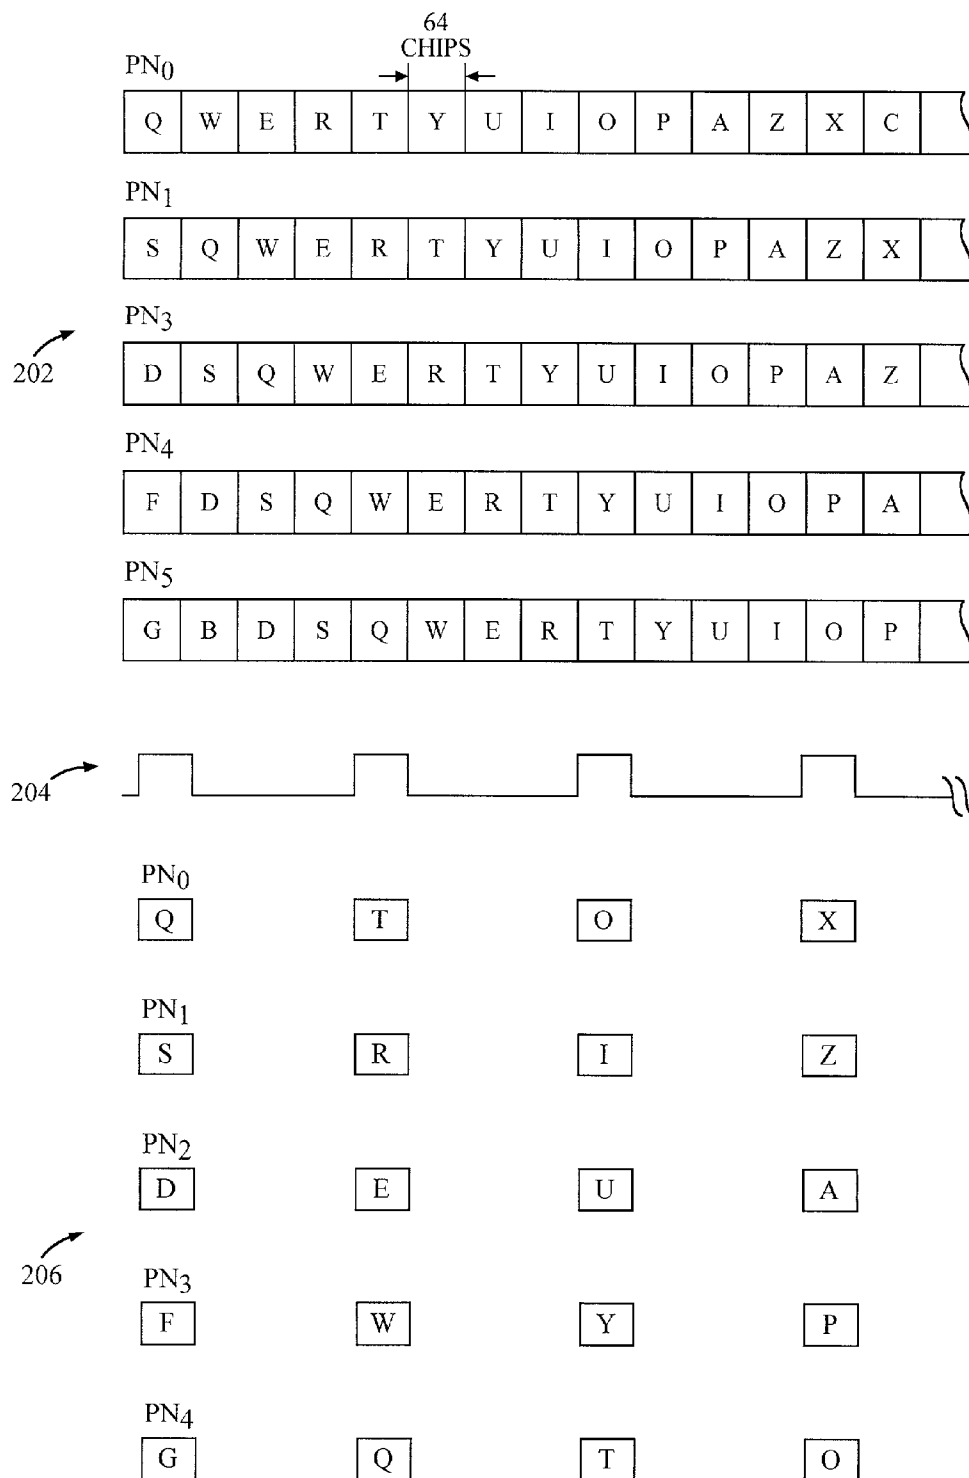 64
CHIPS
PN0
Q W E R T Y U I O P A Z X C
PN1
S Q W E R T Y U I O P A Z X
PN3
202
D S Q W E R T Y U I O P A Z
PN4
F D S Q W E R T Y U I O P A
PN5
G B D S Q W E R T Y U I O P
204
PN0
Q T O X
PN1
S R I Z
PN2
D E U A
206
PN3
F W Y P
PN4
G Q T O